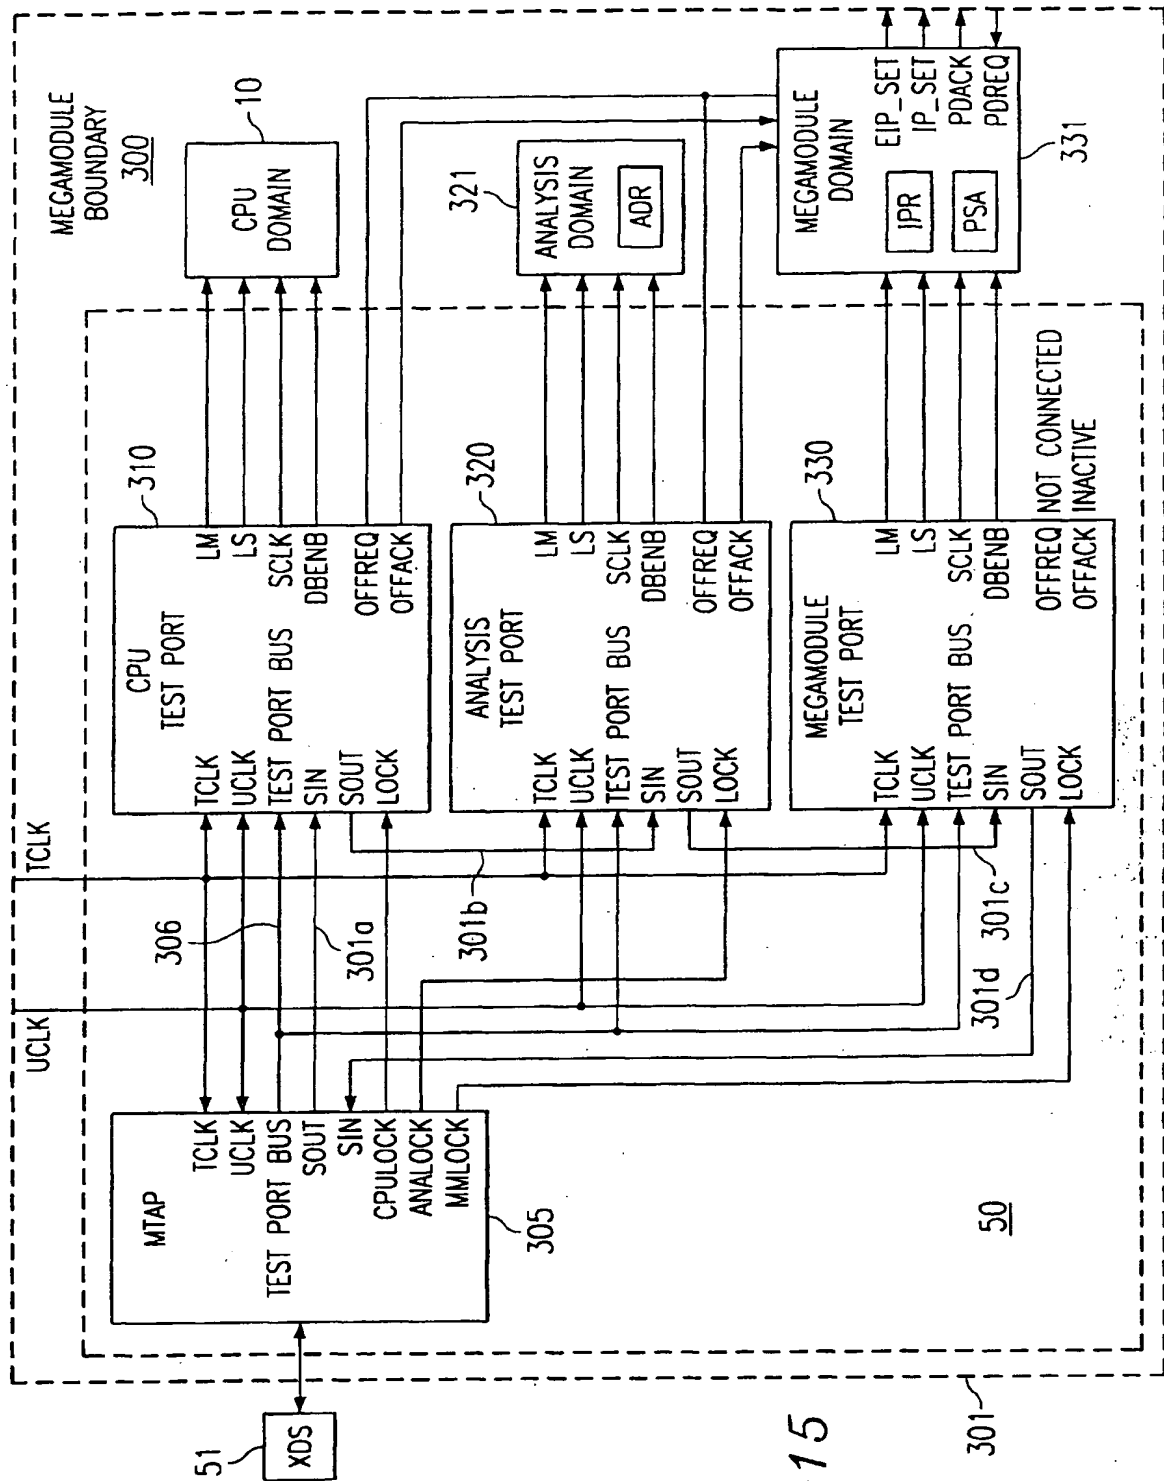 MEGAMODULE
BOUNDARY
300
UCLK
TCLK
51
XDS
MTAP
TCLK
UCLK
TEST PORT BUS
SOUT
SIN
CPULOCK
ANALOCK
MMLOCK
305
306
301a
301b
301c
301d
310
CPU
TEST PORT
TCLK
UCLK
TEST PORT BUS
SIN
SOUT
LOCK
LM
LS
SCLK
DBENB
OFFREQ
OFFACK
10
CPU
DOMAIN
320
ANALYSIS
TEST PORT
TCLK
UCLK
TEST PORT BUS
SIN
SOUT
LOCK
LM
LS
SCLK
DBENB
OFFREQ
OFFACK
321
ANALYSIS
DOMAIN
ADR
330
MEGAMODULE
TEST PORT
TCLK
UCLK
TEST PORT BUS
SIN
SOUT
LOCK
LM
LS
SCLK
DBENB
OFFREQ NOT CONNECTED
OFFACK INACTIVE
MEGAMODULE
DOMAIN
IPR
PSA
EIP_SET
IP_SET
PDACK
PDREQ
331
50
301
15